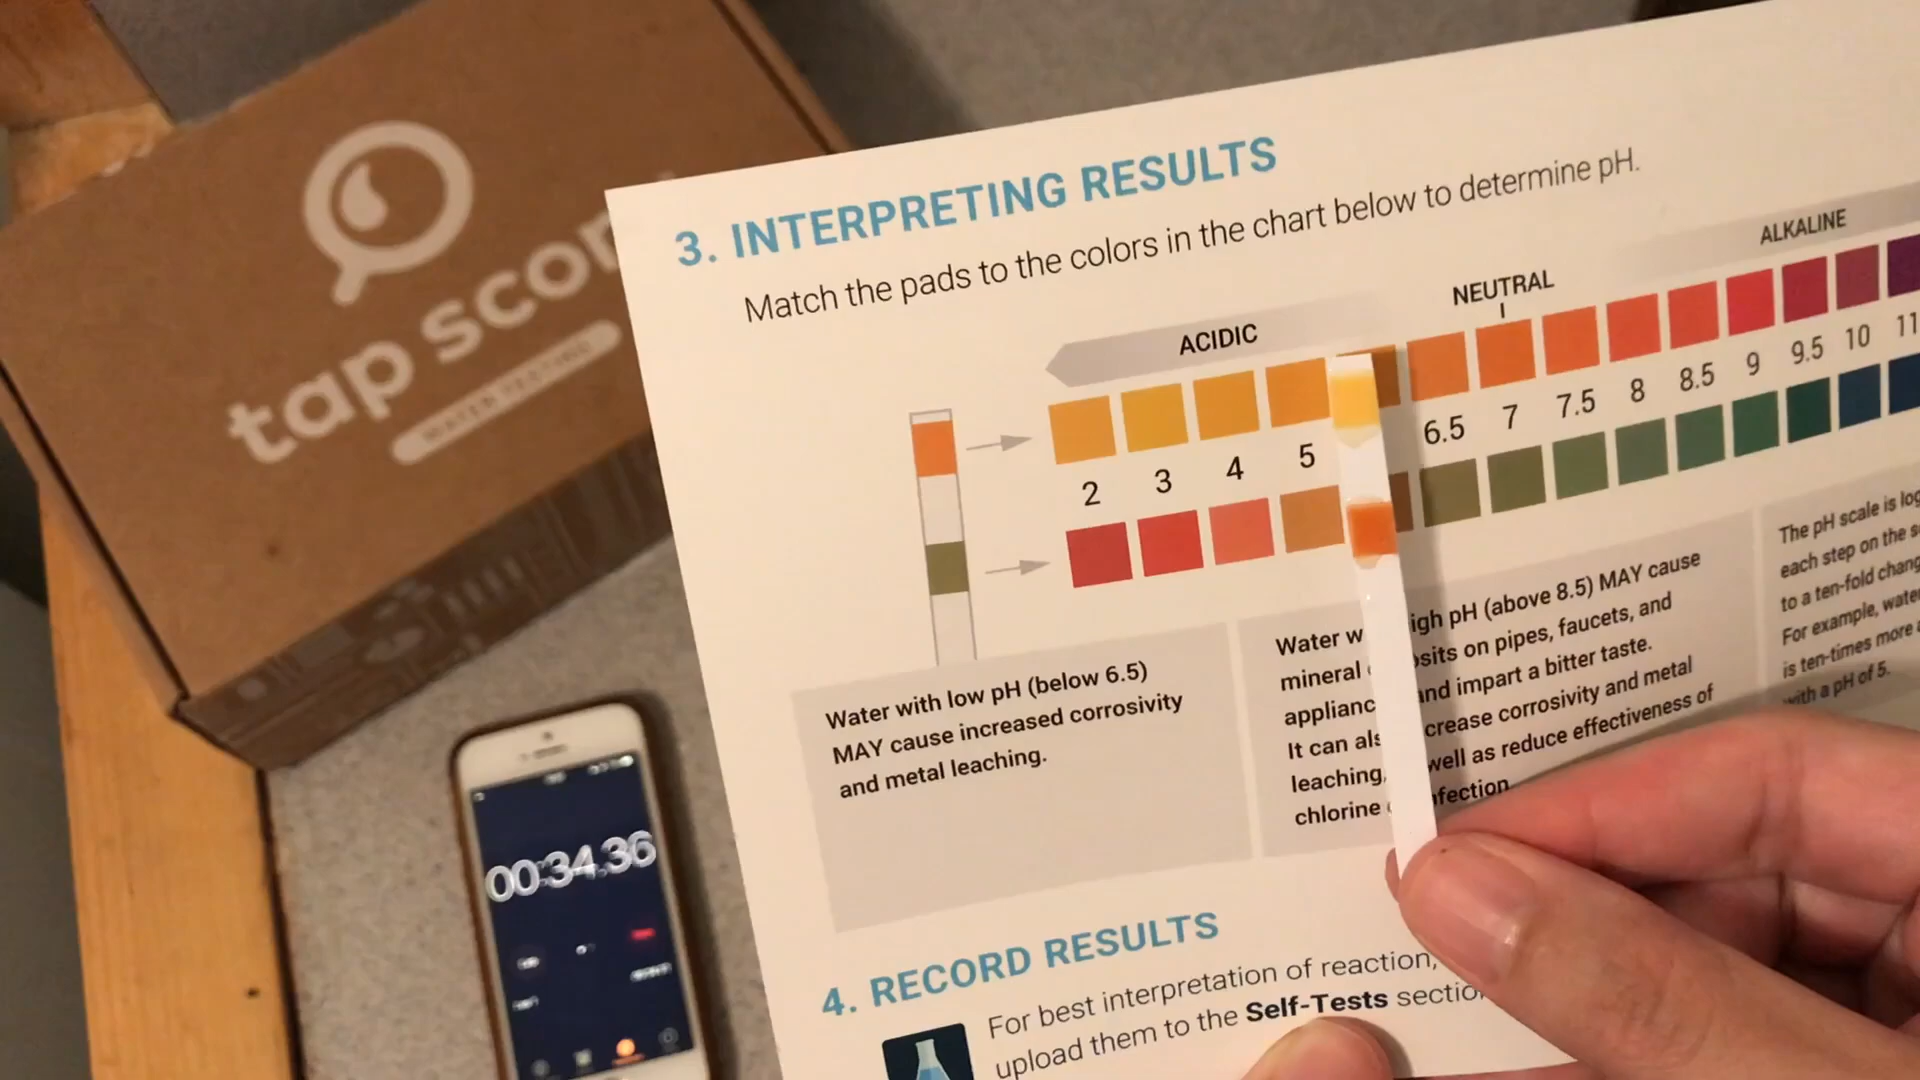 tap scor
WATER TESTING
00:34.36
3. INTERPRETING RESULTS
Match the pads to the colors in the chart below to determine pH.
ACIDIC
NEUTRAL
ALKALINE
2 3 4 5 6.5 7 7.5 8 8.5 9 9.5 10 11
Water with low pH (below 6.5)
MAY cause increased corrosivity
and metal leaching.
Water w igh pH (above 8.5) MAY cause
mineral sits on pipes, faucets, and
applianc and impart a bitter taste.
It can als crease corrosivity and metal
leaching, well as reduce effectiveness of
chlorine nfection
The pH scale is log
each step on the s
to a ten-fold chang
For example, wate
is ten-times more a
with a pH of 5.
4. RECORD RESULTS
For best interpretation of reaction,
upload them to the Self-Tests sectio